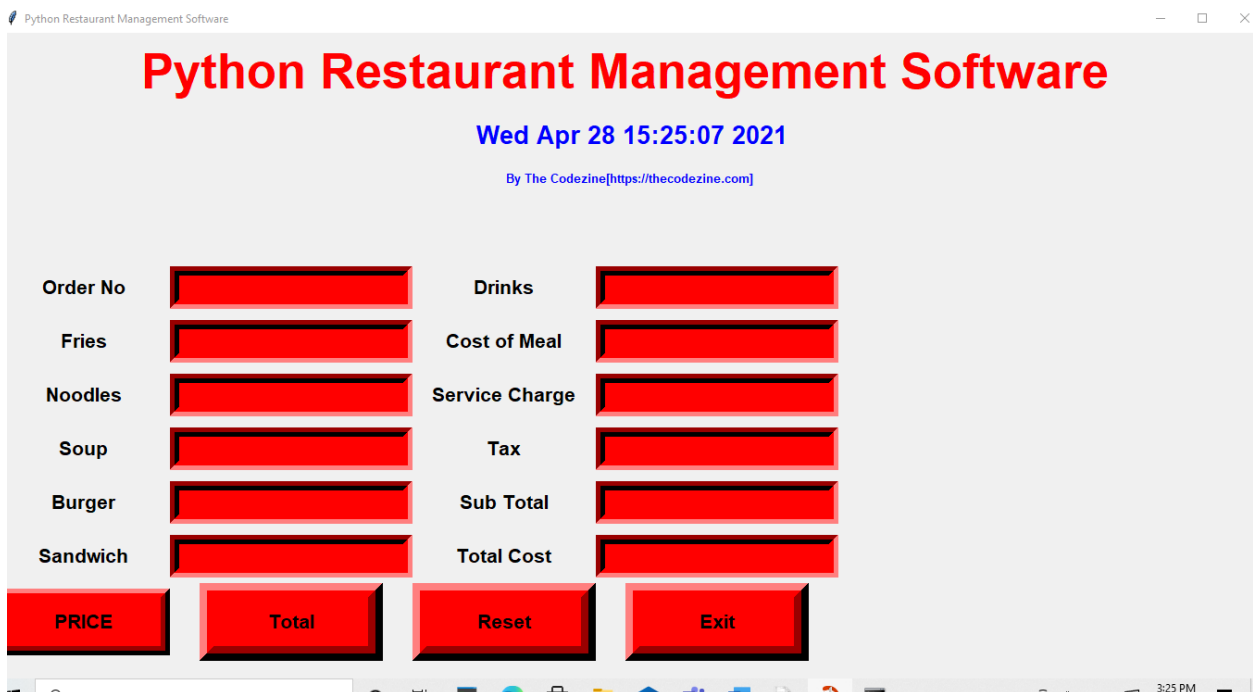 Python Restaurant Management Software
Python Restaurant Management Software
Wed Apr 28 15:25:07 2021
By The Codezine[https://thecodezine.com]
Order No Drinks
Fries Cost of Meal
Noodles Service Charge
Soup Tax
Burger Sub Total
Sandwich Total Cost
PRICE Total Reset Exit
3:25 PM